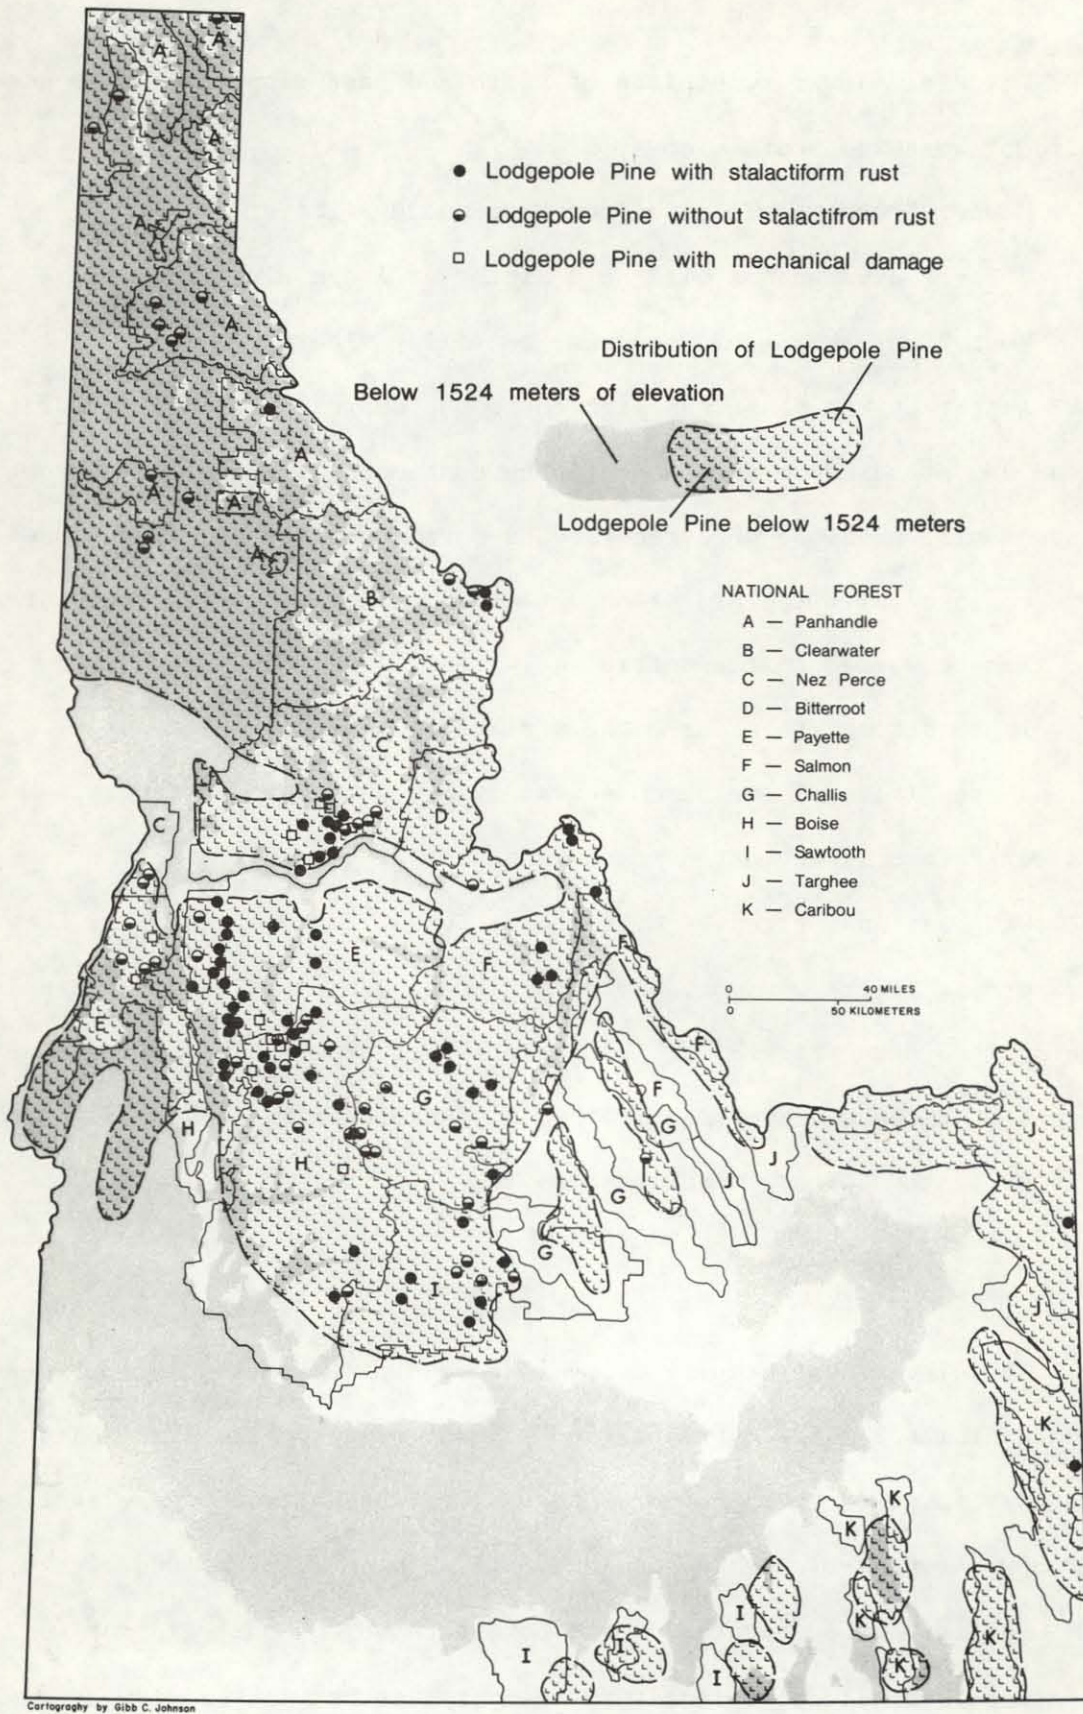 ● Lodgepole Pine with stalactiform rust
◒ Lodgepole Pine without stalactifrom rust
□ Lodgepole Pine with mechanical damage
Distribution of Lodgepole Pine
Below 1524 meters of elevation
Lodgepole Pine below 1524 meters
NATIONAL FOREST
A — Panhandle
B — Clearwater
C — Nez Perce
D — Bitterroot
E — Payette
F — Salmon
G — Challis
H — Boise
I — Sawtooth
J — Targhee
K — Caribou
0 40 MILES
0 50 KILOMETERS
A
A
A
A
A
A
A
A
A
B
C
C
D
E
F
F
E
F
F
G
G
H
H
J
J
J
G
G
I
J
K
K
K
I
I
I
K
K
K
I
Cartography by Gibb C. Johnson